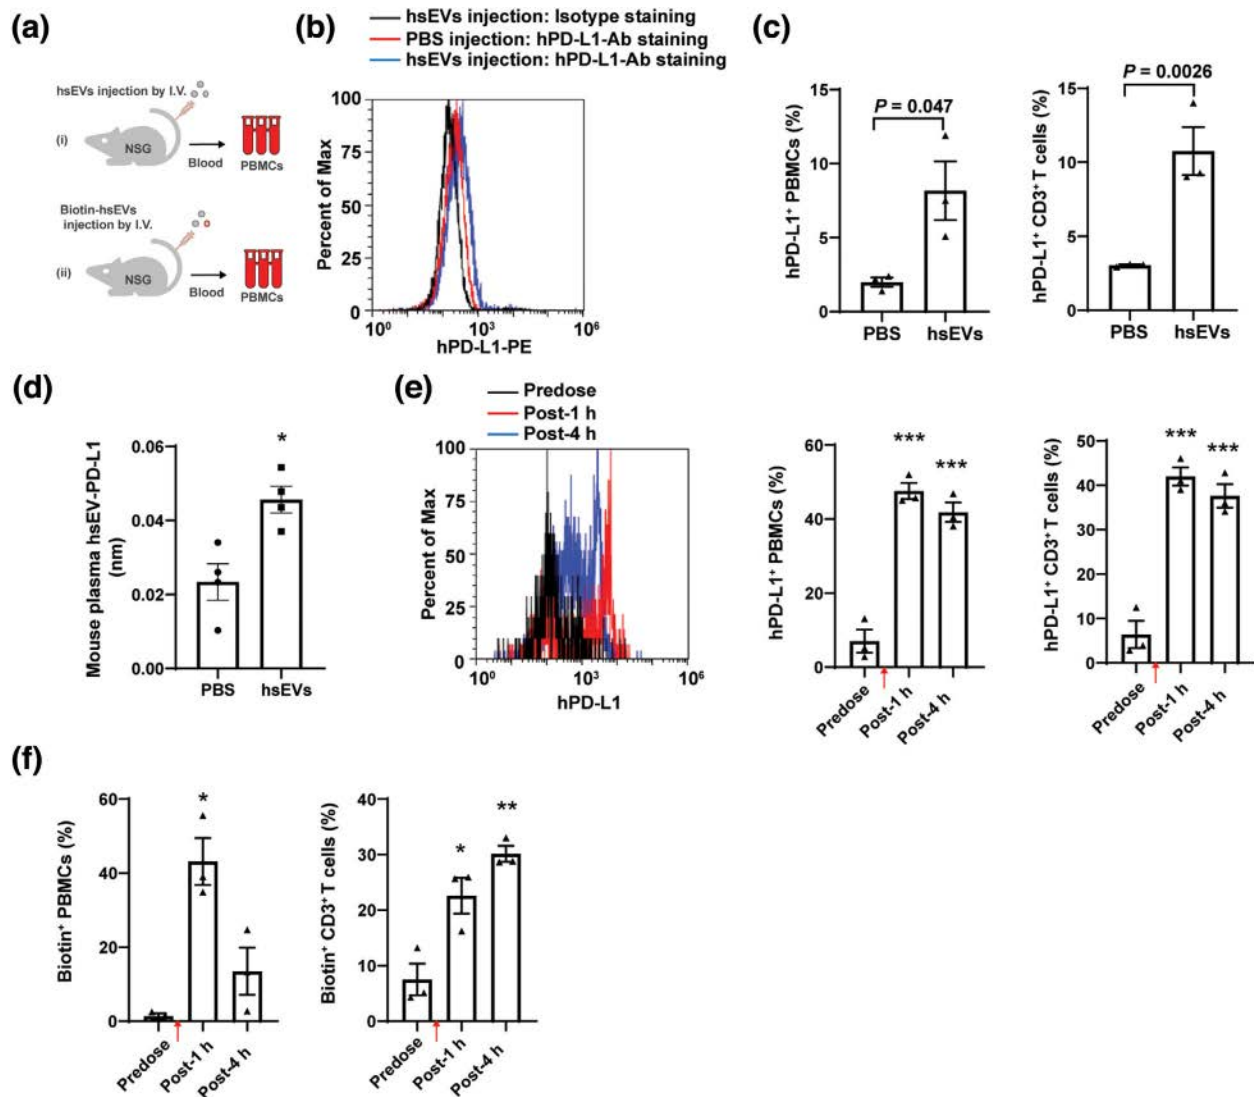 (a)
hsEVs injection by I.V.
(i)
NSG
Blood
PBMCs
Biotin-hsEVs
injection by I.V.
(ii)
NSG
Blood
PBMCs
(b)
hsEVs injection: Isotype staining
PBS injection: hPD-L1-Ab staining
hsEVs injection: hPD-L1-Ab staining
Percent of Max
100
75
50
25
0
10⁰ 10³ 10⁶
hPD-L1-PE
(c)
hPD-L1⁺ PBMCs (%)
15
10
5
0
P = 0.047
PBS hsEVs
hPD-L1⁺ CD3⁺ T cells (%)
15
10
5
0
P = 0.0026
PBS hsEVs
(d)
Mouse plasma hsEV-PD-L1
(nm)
0.06
0.04
0.02
0.00
*
PBS hsEVs
(e)
Predose
Post-1 h
Post-4 h
Percent of Max
100
75
50
25
0
10⁰ 10³ 10⁶
hPD-L1
hPD-L1⁺ PBMCs (%)
60
40
20
0
*** ***
Predose Post-1 h Post-4 h
hPD-L1⁺ CD3⁺ T cells (%)
50
40
30
20
10
0
*** ***
Predose Post-1 h Post-4 h
(f)
Biotin⁺ PBMCs (%)
60
40
20
0
*
Predose Post-1 h Post-4 h
Biotin⁺ CD3⁺ T cells (%)
40
30
20
10
0
* **
Predose Post-1 h Post-4 h